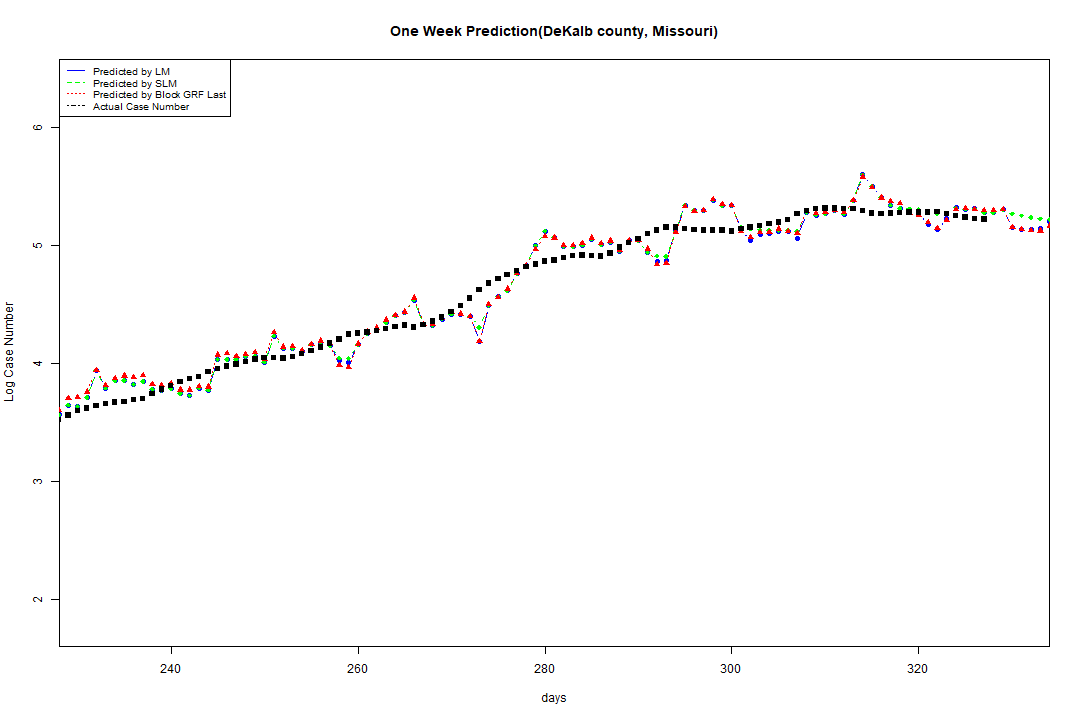 One Week Prediction(DeKalb county, Missouri)
Predicted by LM
Predicted by SLM
Predicted by Block GRF Last
Actual Case Number
6
5
4
3
2
Log Case Number
240
260
280
300
320
days